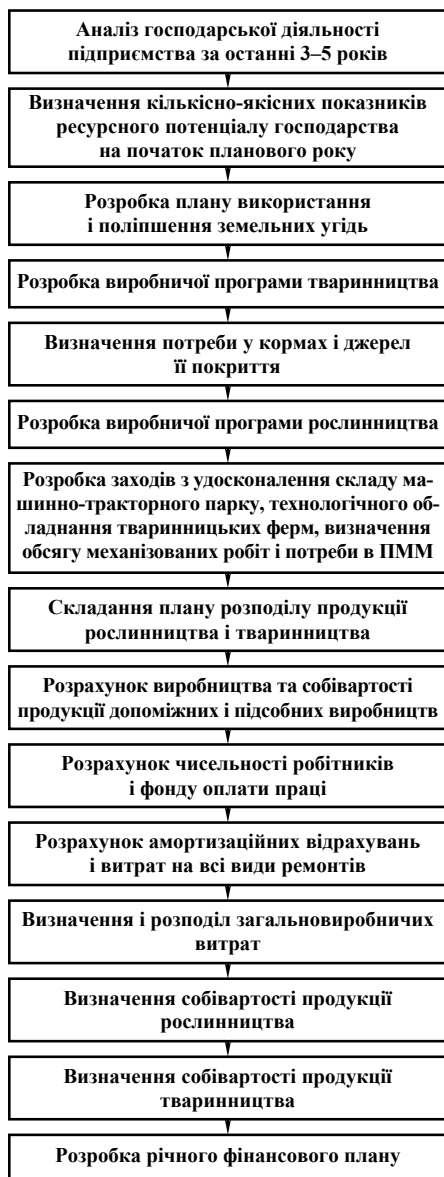 Аналіз господарської діяльності
підприємства за останні 3–5 років
Визначення кількісно-якісних показників
ресурсного потенціалу господарства
на початок планового року
Розробка плану використання
і поліпшення земельних угідь
Розробка виробничої програми тваринництва
Визначення потреби у кормах і джерел
її покриття
Розробка виробничої програми рослинництва
Розробка заходів з удосконалення складу ма-
шинно-тракторного парку, технологічного об-
ладнання тваринницьких ферм, визначення
обсягу механізованих робіт і потреби в ПММ
Складання плану розподілу продукції
рослинництва і тваринництва
Розрахунок виробництва та собівартості
продукції допоміжних і підсобних виробництв
Розрахунок чисельності робітників
і фонду оплати праці
Розрахунок амортизаційних відрахувань
і витрат на всі види ремонтів
Визначення і розподіл загальновиробничих
витрат
Визначення собівартості продукції
рослинництва
Визначення собівартості продукції
тваринництва
Розробка річного фінансового плану